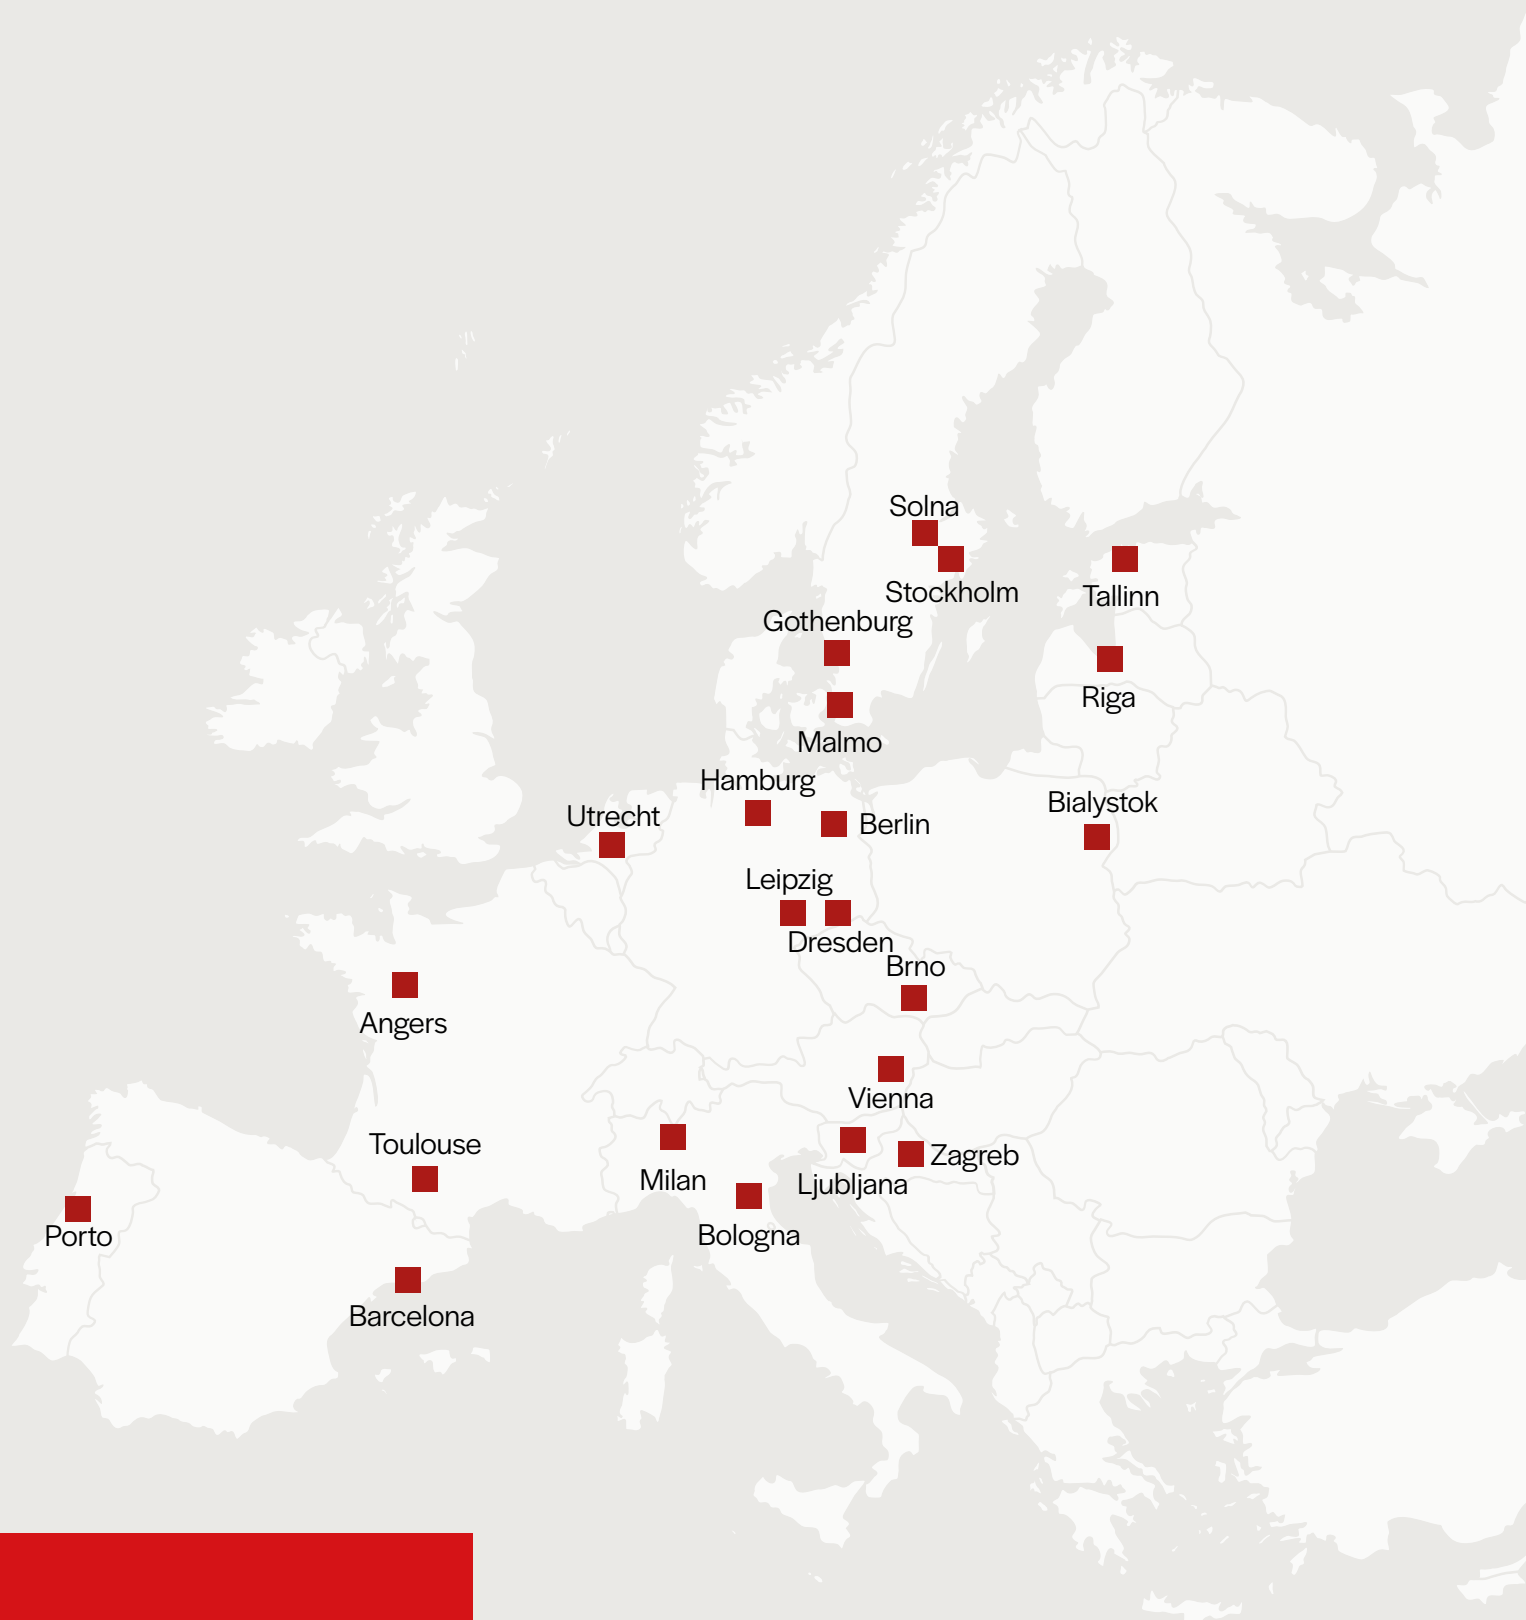 Solna
Stockholm
Tallinn
Gothenburg
Riga
Malmo
Hamburg
Bialystok
Utrecht
Berlin
Leipzig
Dresden
Brno
Angers
Vienna
Toulouse
Zagreb
Milan
Ljubljana
Porto
Bologna
Barcelona